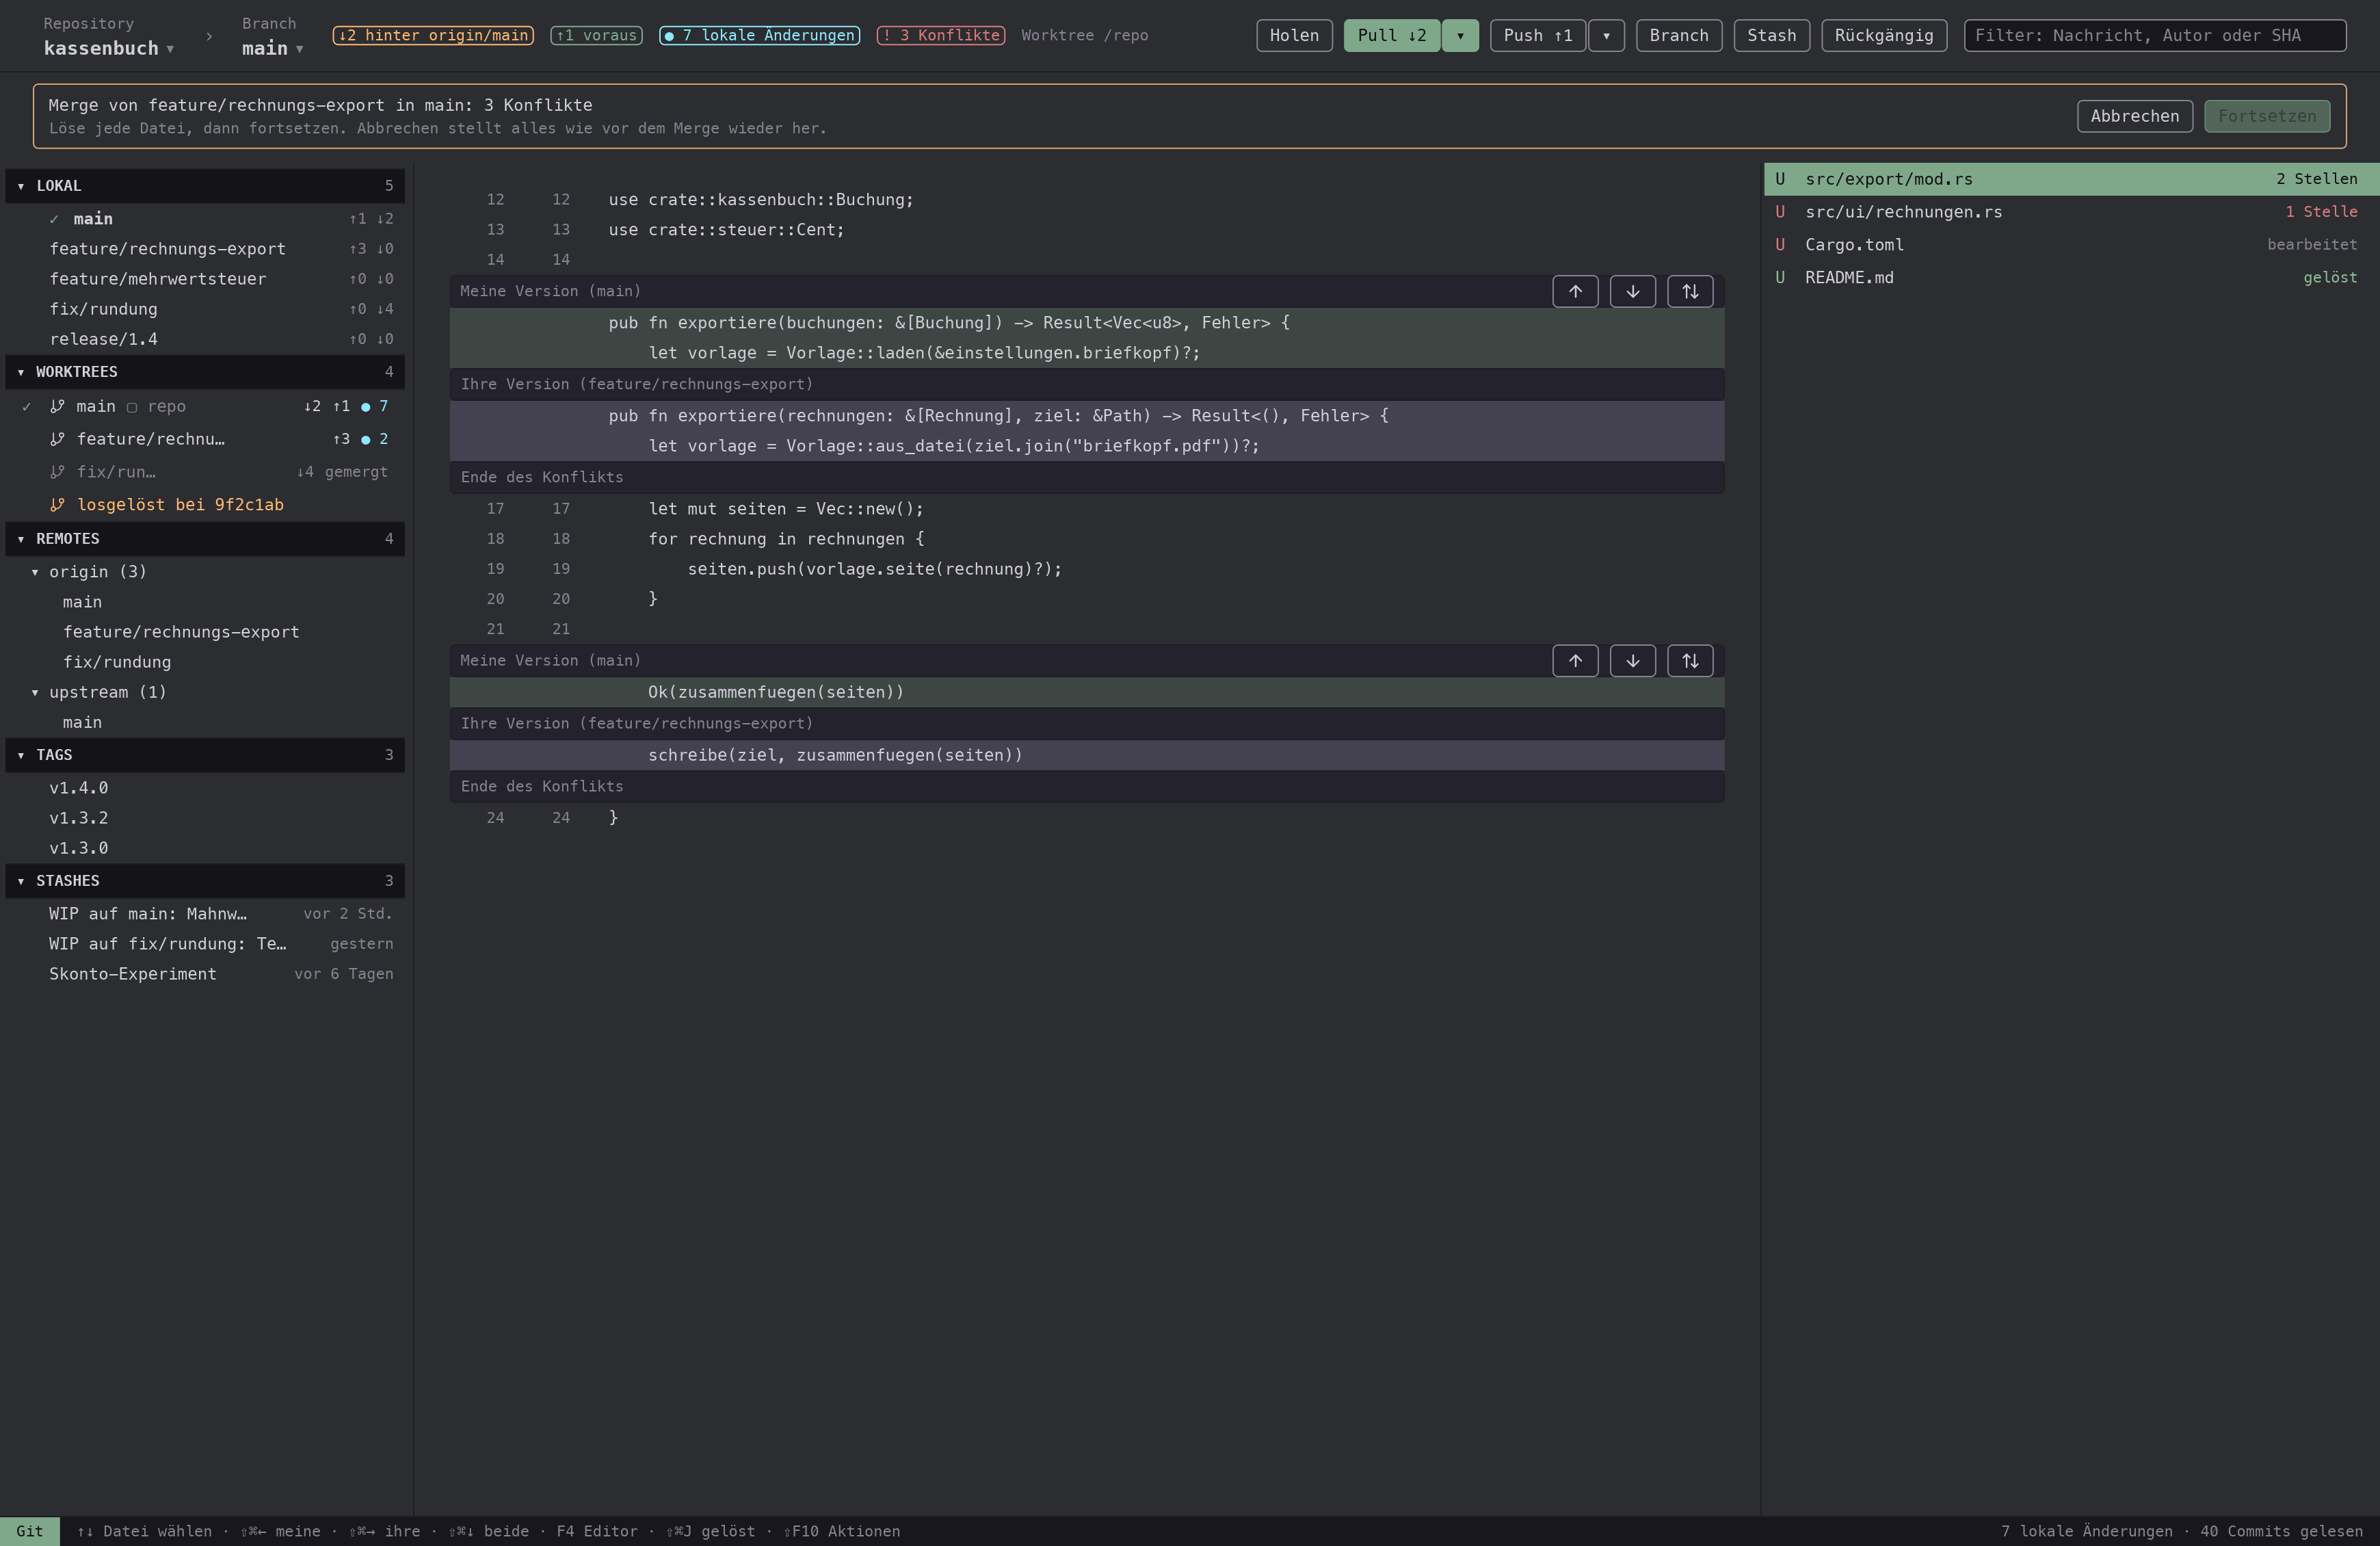 Repository
kassenbuch ▾
›
Branch
main ▾
↓2 hinter origin/main
↑1 voraus
● 7 lokale Änderungen
! 3 Konflikte
Worktree /repo
Holen
Pull ↓2
▾
Push ↑1
▾
Branch
Stash
Rückgängig
Filter: Nachricht, Autor oder SHA
Merge von feature/rechnungs-export in main: 3 Konflikte
Löse jede Datei, dann fortsetzen. Abbrechen stellt alles wie vor dem Merge wieder her.
Abbrechen
Fortsetzen
▾ LOKAL 5
✓ main ↑1 ↓2
feature/rechnungs-export ↑3 ↓0
feature/mehrwertsteuer ↑0 ↓0
fix/rundung ↑0 ↓4
release/1.4 ↑0 ↓0
▾ WORKTREES 4
✓ main ▢ repo ↓2 ↑1 ● 7
feature/rechnu… ↑3 ● 2
fix/run… ↓4 gemergt
losgelöst bei 9f2c1ab
▾ REMOTES 4
▾ origin (3)
main
feature/rechnungs-export
fix/rundung
▾ upstream (1)
main
▾ TAGS 3
v1.4.0
v1.3.2
v1.3.0
▾ STASHES 3
WIP auf main: Mahnw… vor 2 Std.
WIP auf fix/rundung: Te… gestern
Skonto-Experiment vor 6 Tagen
12 12 use crate::kassenbuch::Buchung;
13 13 use crate::steuer::Cent;
14 14
Meine Version (main) ↑ ↓ ⇅
pub fn exportiere(buchungen: &[Buchung]) -> Result<Vec<u8>, Fehler> {
let vorlage = Vorlage::laden(&einstellungen.briefkopf)?;
Ihre Version (feature/rechnungs-export)
pub fn exportiere(rechnungen: &[Rechnung], ziel: &Path) -> Result<(), Fehler> {
let vorlage = Vorlage::aus_datei(ziel.join("briefkopf.pdf"))?;
Ende des Konflikts
17 17 let mut seiten = Vec::new();
18 18 for rechnung in rechnungen {
19 19 seiten.push(vorlage.seite(rechnung)?);
20 20 }
21 21
Meine Version (main) ↑ ↓ ⇅
Ok(zusammenfuegen(seiten))
Ihre Version (feature/rechnungs-export)
schreibe(ziel, zusammenfuegen(seiten))
Ende des Konflikts
24 24 }
U src/export/mod.rs 2 Stellen
U src/ui/rechnungen.rs 1 Stelle
U Cargo.toml bearbeitet
U README.md gelöst
Git
↑↓ Datei wählen · ⇧⌘← meine · ⇧⌘→ ihre · ⇧⌘↓ beide · F4 Editor · ⇧⌘J gelöst · ⇧F10 Aktionen
7 lokale Änderungen · 40 Commits gelesen